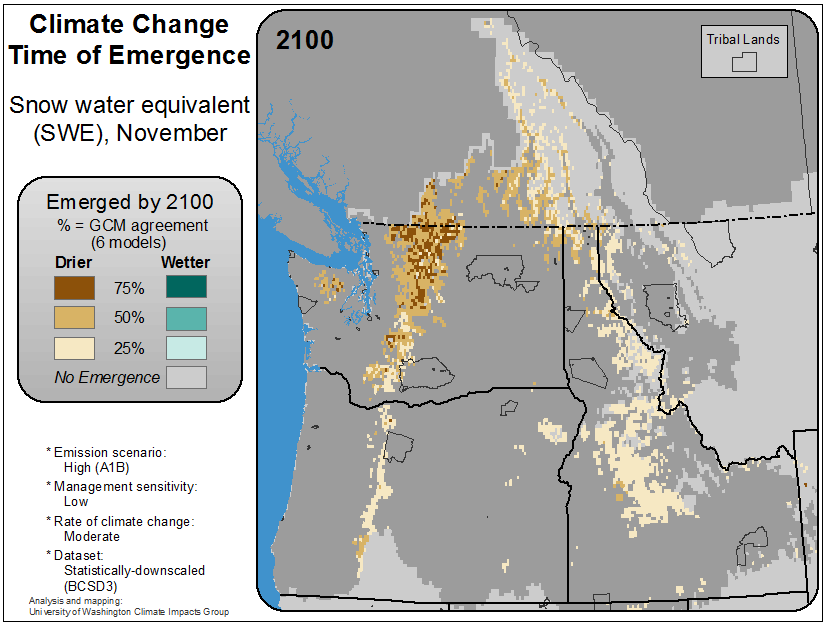 Climate Change
Time of Emergence
Snow water equivalent
(SWE), November
Emerged by 2100
% = GCM agreement
(6 models)
Drier Wetter
75%
50%
25%
No Emergence
* Emission scenario:
High (A1B)
* Management sensitivity:
Low
* Rate of climate change:
Moderate
* Dataset:
Statistically-downscaled
(BCSD3)
Analysis and mapping:
University of Washington Climate Impacts Group
2100
Tribal Lands